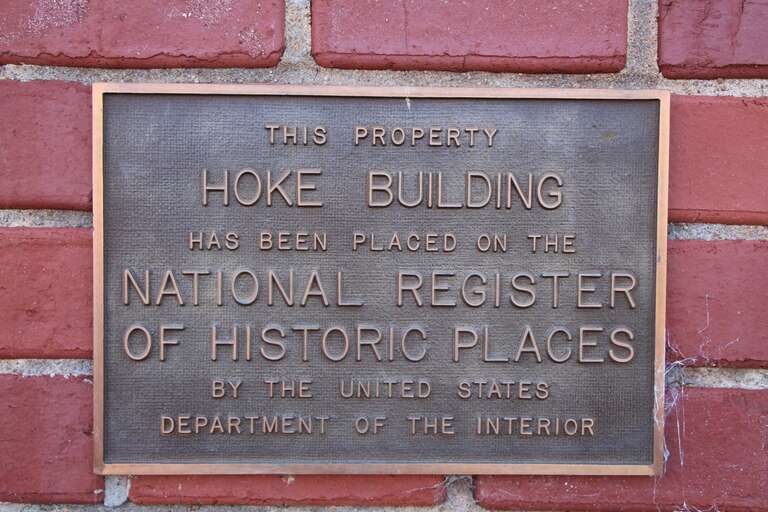 THIS PROPERTY
HOKE BUILDING
HAS BEEN PLACED ON THE
NATIONAL REGISTER
OF HISTORIC PLACES
BY THE UNITED STATES
DEPARTMENT OF THE INTERIOR